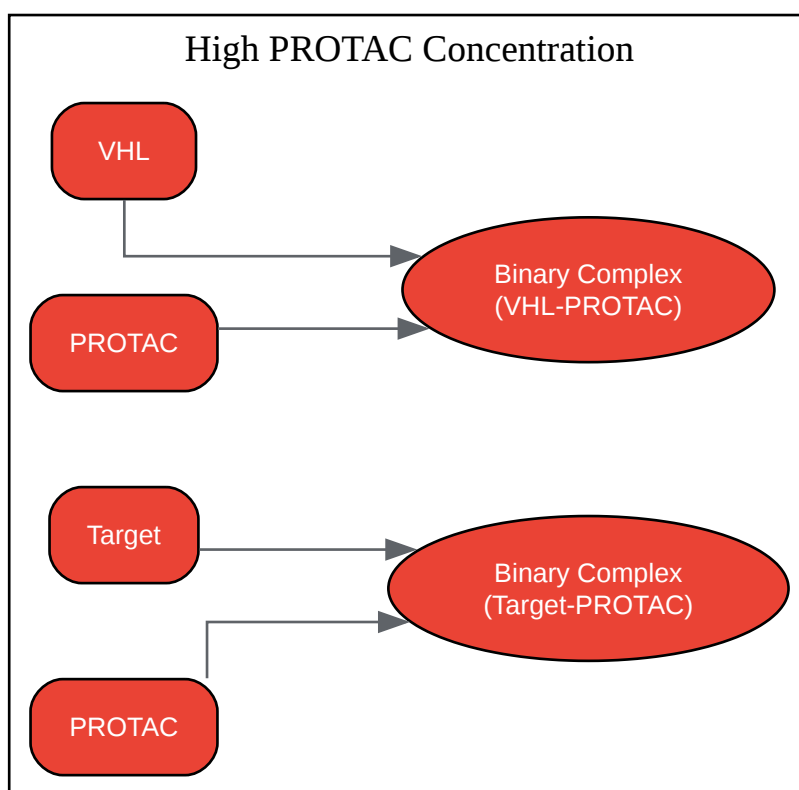 High PROTAC Concentration
VHL
Binary Complex
(VHL-PROTAC)
PROTAC
Target
Binary Complex
(Target-PROTAC)
PROTAC